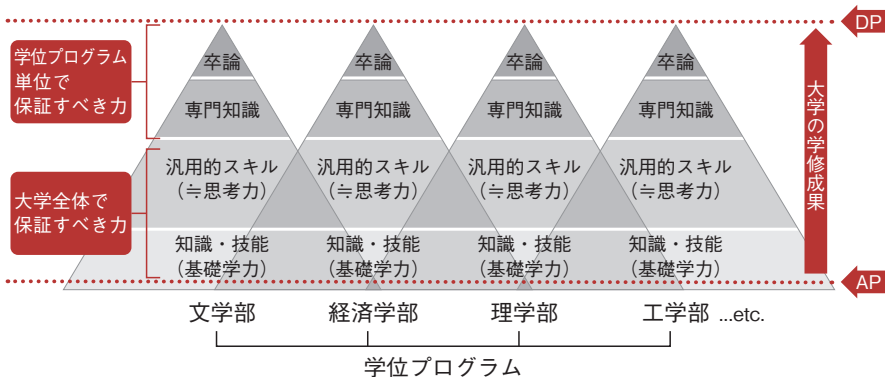 DP
学位プログラム
単位で
保証すべき力
卒論
卒論
卒論
卒論
専門知識
専門知識
専門知識
専門知識
大学の学修成果
大学全体で
保証すべき力
汎用的スキル
(≒思考力)
汎用的スキル
(≒思考力)
汎用的スキル
(≒思考力)
汎用的スキル
(≒思考力)
知識・技能
(基礎学力)
知識・技能
(基礎学力)
知識・技能
(基礎学力)
知識・技能
(基礎学力)
AP
文学部
経済学部
理学部
工学部 ...etc.
学位プログラム